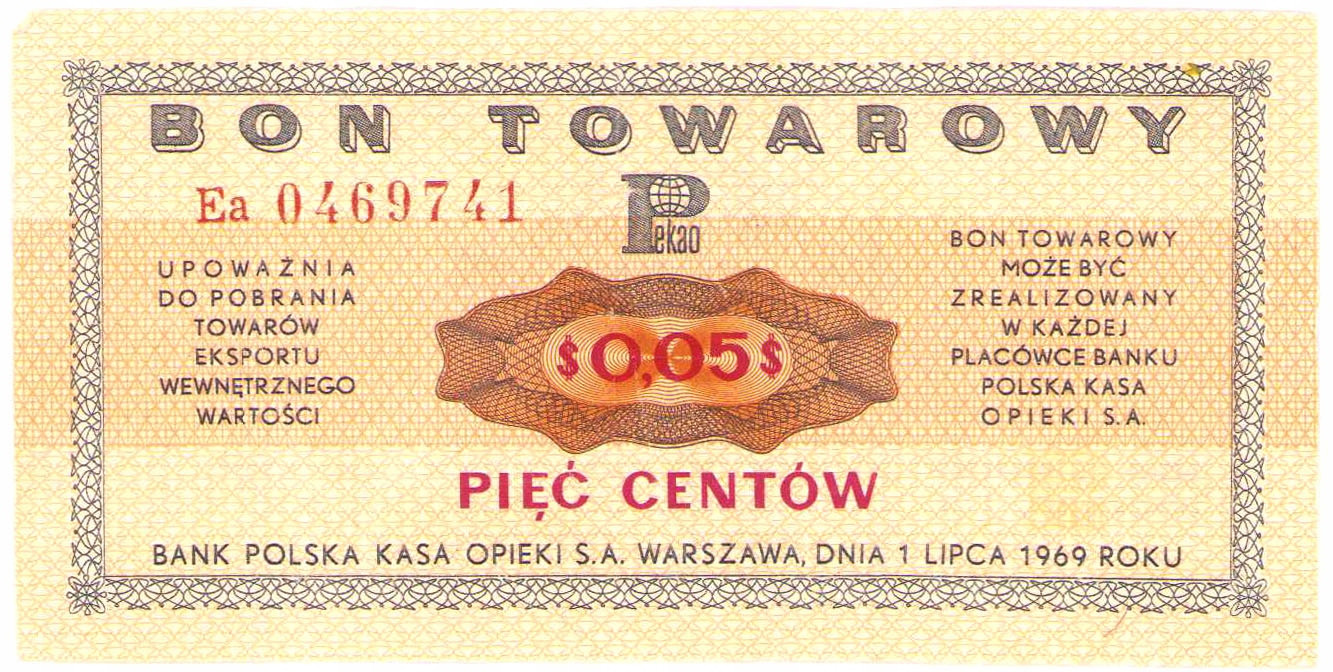 BON TOWAROWY
Ea 0469741
Pekao
UPOWAŻNIA
DO POBRANIA
TOWARÓW
EKSPORTU
WEWNĘTRZNEGO
WARTOŚCI
$0,05$
BON TOWAROWY
MOŻE BYĆ
ZREALIZOWANY
W KAŻDEJ
PLACÓWCE BANKU
POLSKA KASA
OPIEKI S.A.
PIĘĆ CENTÓW
BANK POLSKA KASA OPIEKI S.A. WARSZAWA, DNIA 1 LIPCA 1969 ROKU